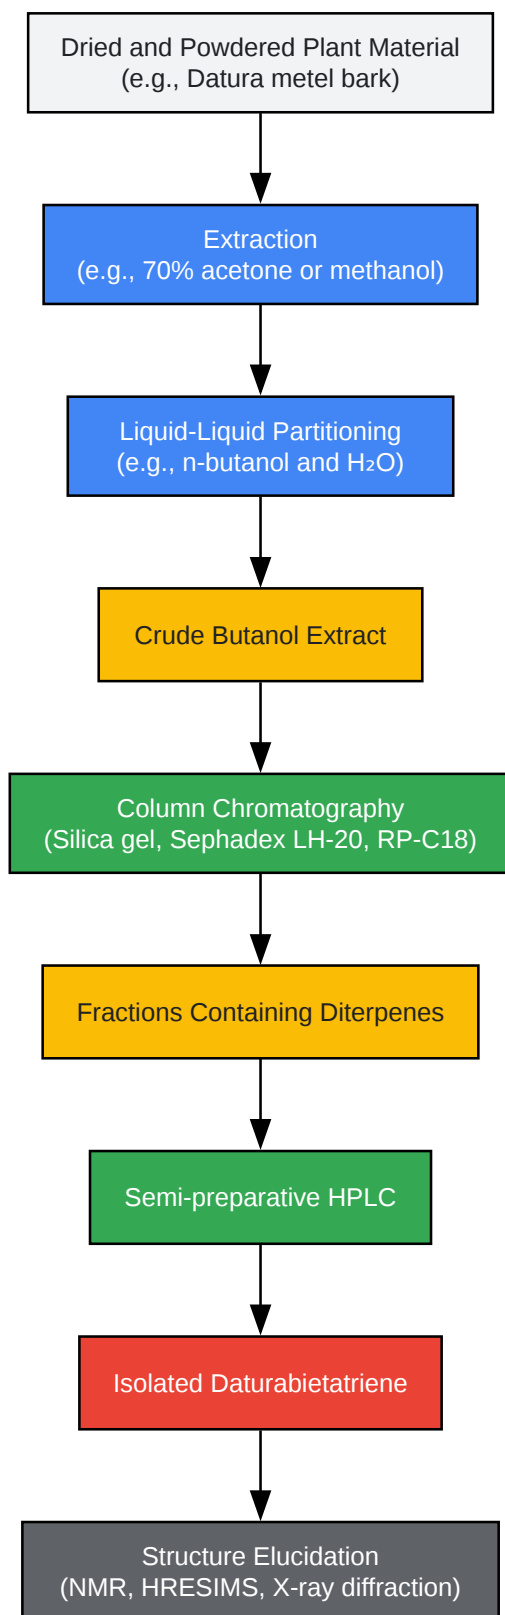 Dried and Powdered Plant Material
(e.g., Datura metel bark)
Extraction
(e.g., 70% acetone or methanol)
Liquid-Liquid Partitioning
(e.g., n-butanol and H₂O)
Crude Butanol Extract
Column Chromatography
(Silica gel, Sephadex LH-20, RP-C18)
Fractions Containing Diterpenes
Semi-preparative HPLC
Isolated Daturabietatriene
Structure Elucidation
(NMR, HRESIMS, X-ray diffraction)